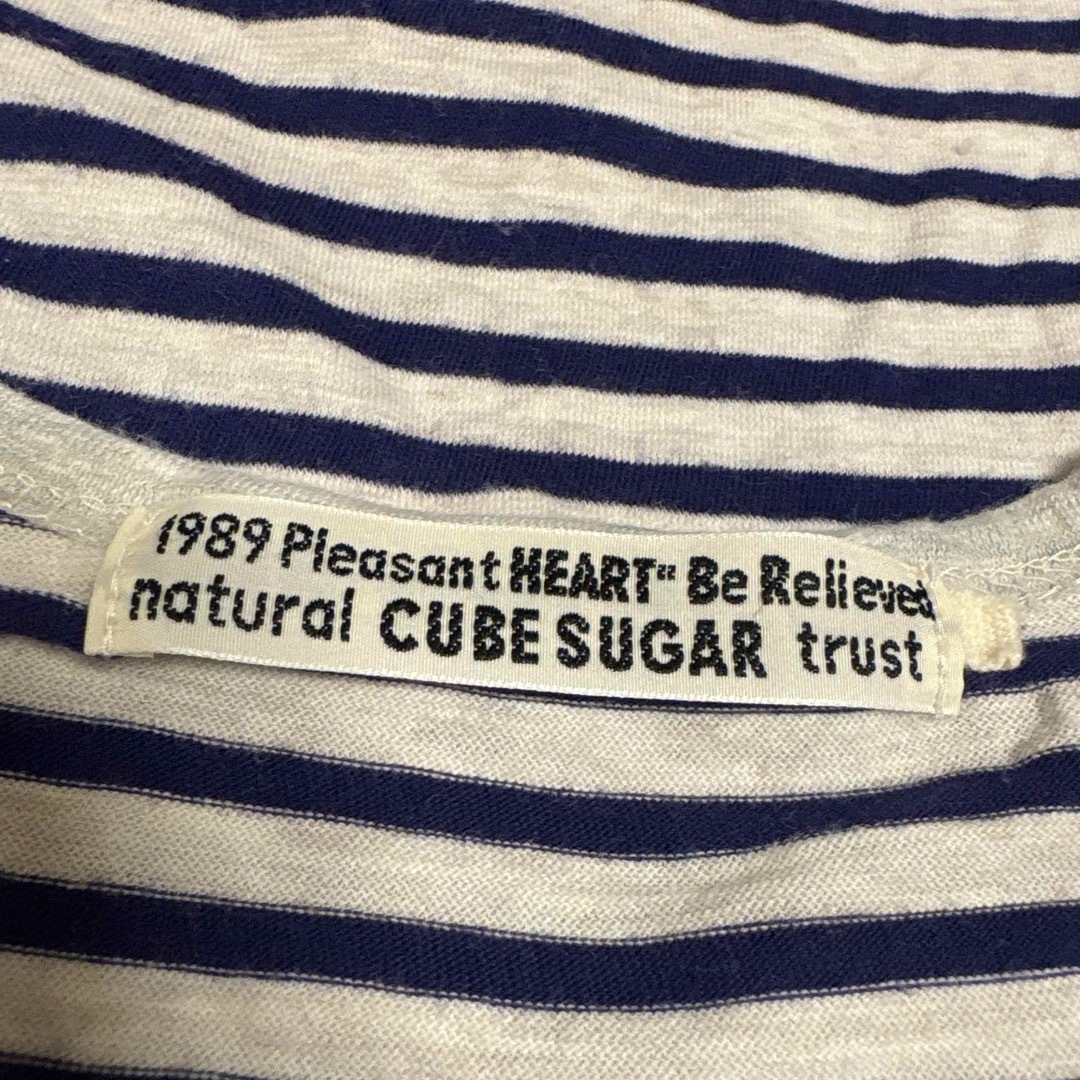 1989 Pleasant HEART" Be Relieved
natural CUBE SUGAR trust